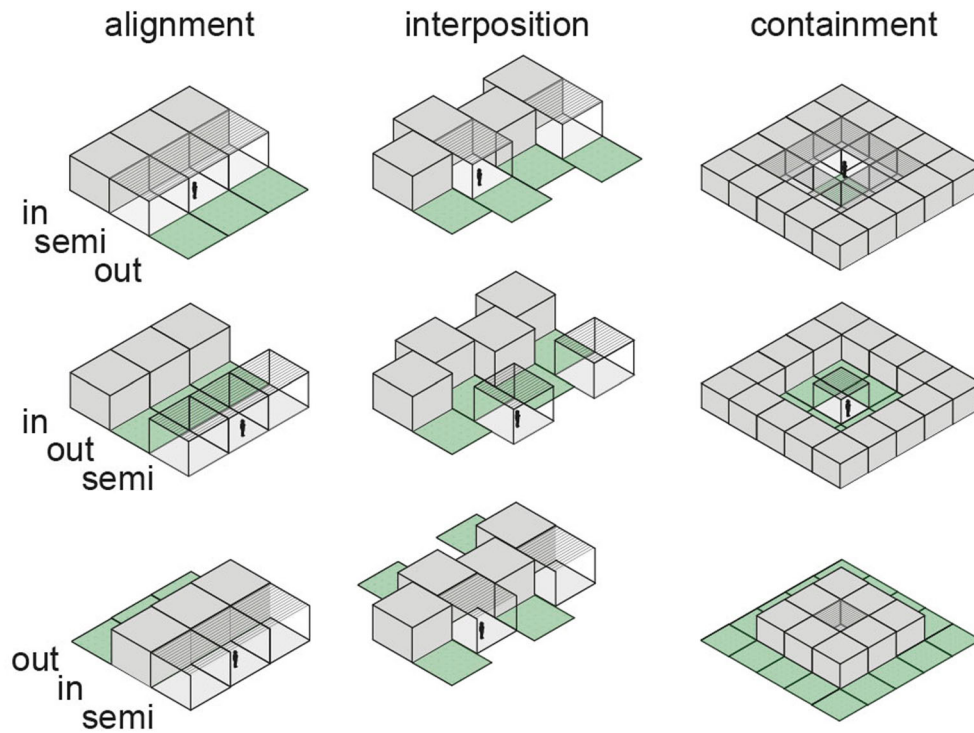 alignment
interposition
containment
in
semi
out
in
out
semi
out
in
semi